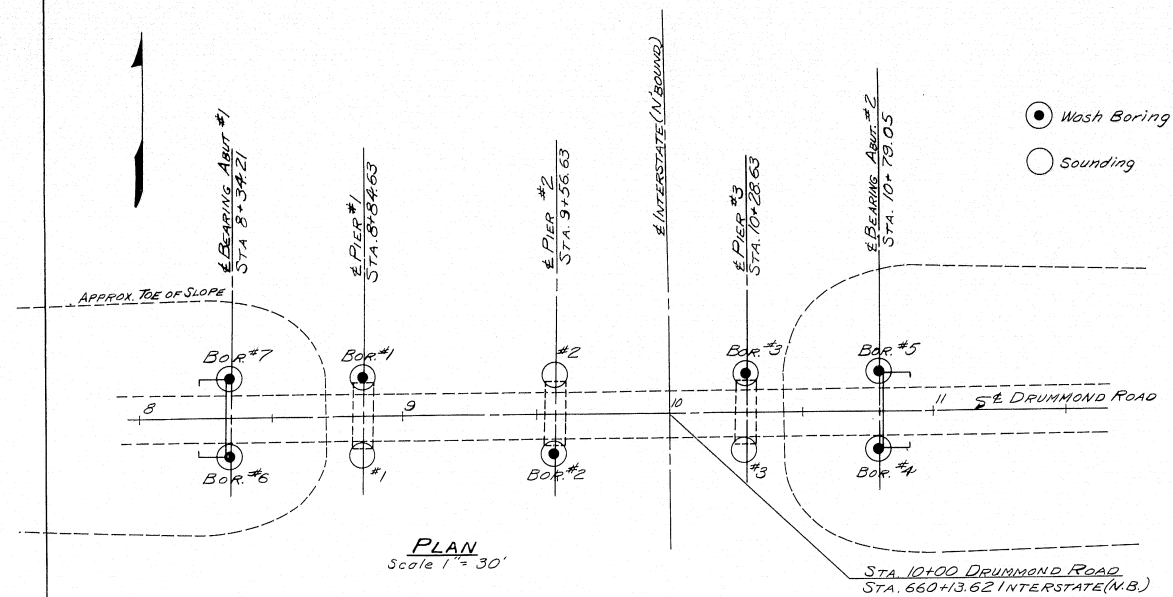 ℄ BEARING ABUT #1
STA 8+34.21
℄ PIER #1
STA. 8+84.63
℄ PIER #2
STA. 9+56.63
℄ INTERSTATE (N'BOUND)
℄ PIER #3
STA. 10+28.63
℄ BEARING ABUT. #2
STA. 10+79.05
Wash Boring
Sounding
APPROX. TOE OF SLOPE
BOR. #7
BOR. #1
#2
BOR. #3
BOR. #5
8
9
10
11
℄ DRUMMOND ROAD
BOR. #6
#1
BOR. #2
#3
BOR. #4
PLAN
Scale 1" = 30'
STA. 10+00 DRUMMOND ROAD
STA. 660+13.62 INTERSTATE (N.B.)